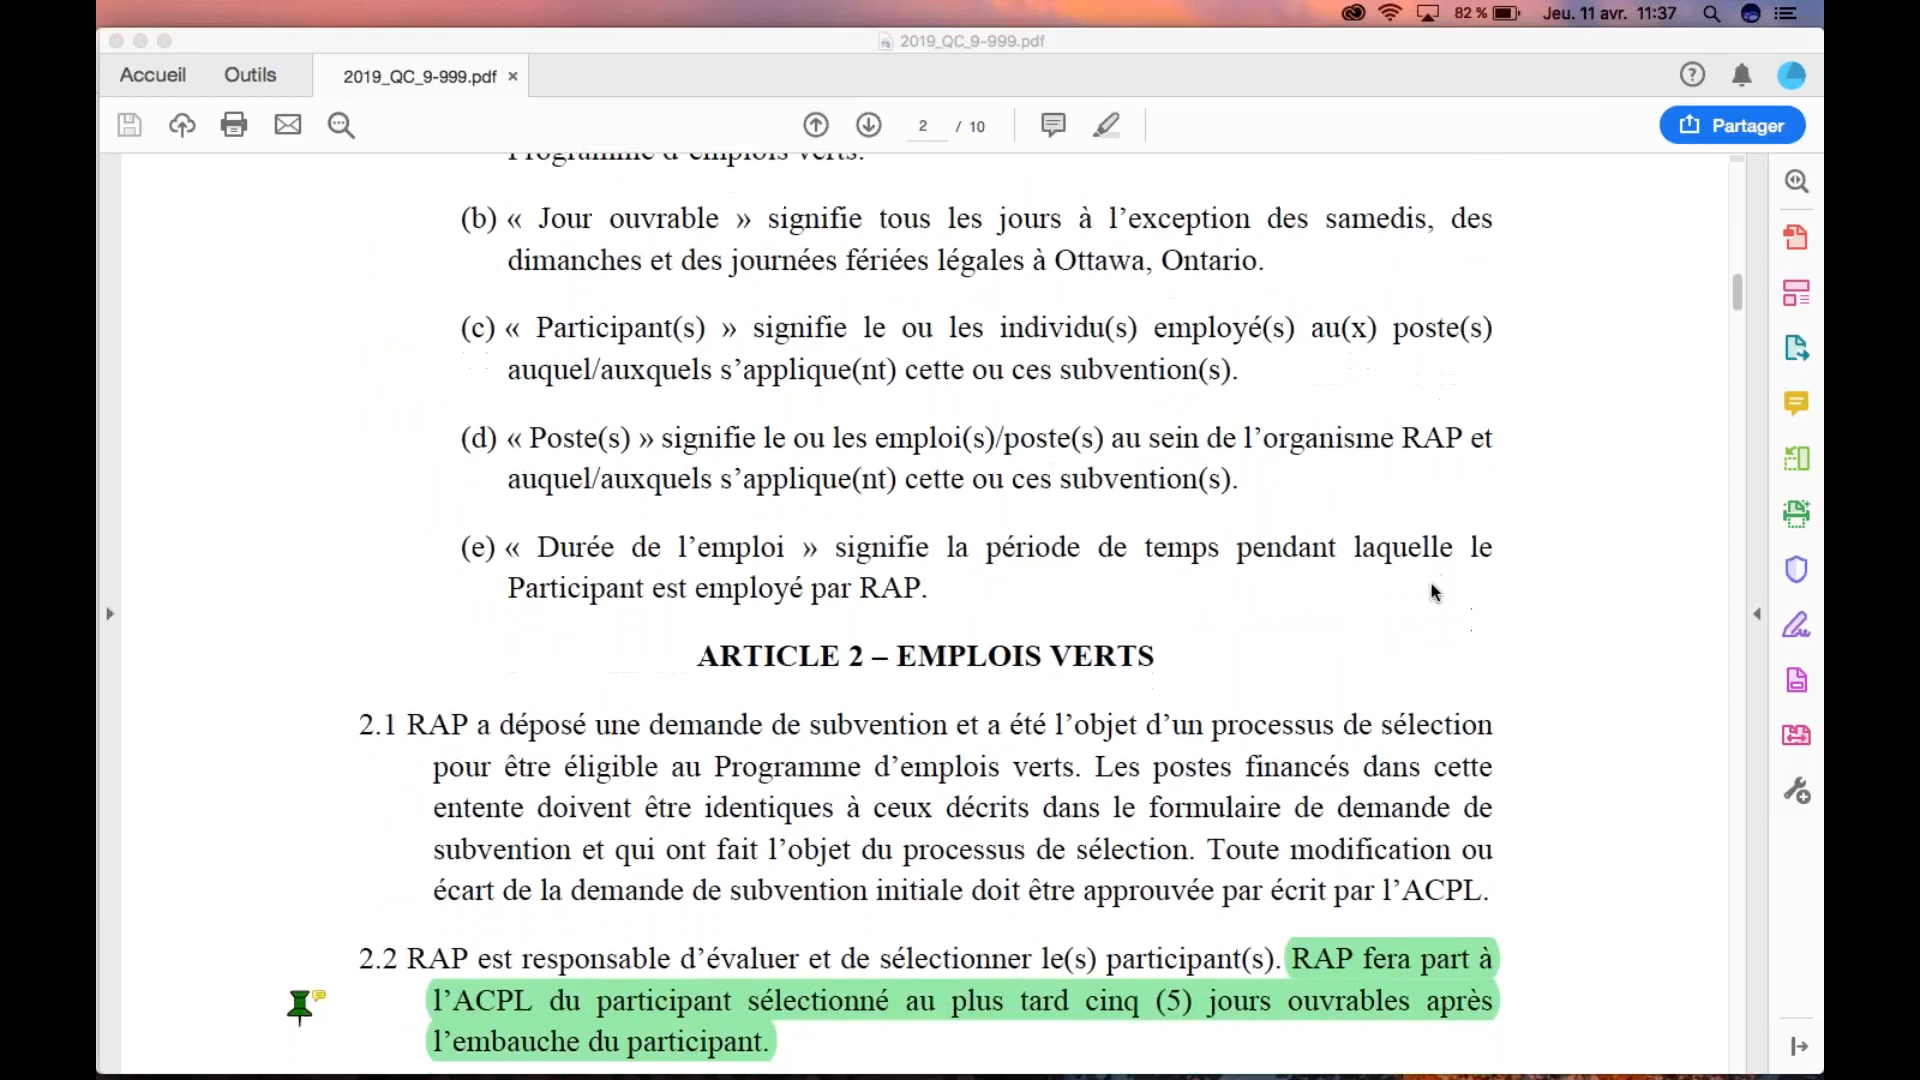 82 % Jeu. 11 avr. 11:37
2019_QC_9-999.pdf
Accueil Outils 2019_QC_9-999.pdf ×
2 / 10 Partager
Programme d’emplois verts.
(b) « Jour ouvrable » signifie tous les jours à l’exception des samedis, des
dimanches et des journées fériées légales à Ottawa, Ontario.
(c) « Participant(s) » signifie le ou les individu(s) employé(s) au(x) poste(s)
auquel/auxquels s’applique(nt) cette ou ces subvention(s).
(d) « Poste(s) » signifie le ou les emploi(s)/poste(s) au sein de l’organisme RAP et
auquel/auxquels s’applique(nt) cette ou ces subvention(s).
(e) « Durée de l’emploi » signifie la période de temps pendant laquelle le
Participant est employé par RAP.
ARTICLE 2 – EMPLOIS VERTS
2.1 RAP a déposé une demande de subvention et a été l’objet d’un processus de sélection
pour être éligible au Programme d’emplois verts. Les postes financés dans cette
entente doivent être identiques à ceux décrits dans le formulaire de demande de
subvention et qui ont fait l’objet du processus de sélection. Toute modification ou
écart de la demande de subvention initiale doit être approuvée par écrit par l’ACPL.
2.2 RAP est responsable d’évaluer et de sélectionner le(s) participant(s). RAP fera part à
l’ACPL du participant sélectionné au plus tard cinq (5) jours ouvrables après
l’embauche du participant.